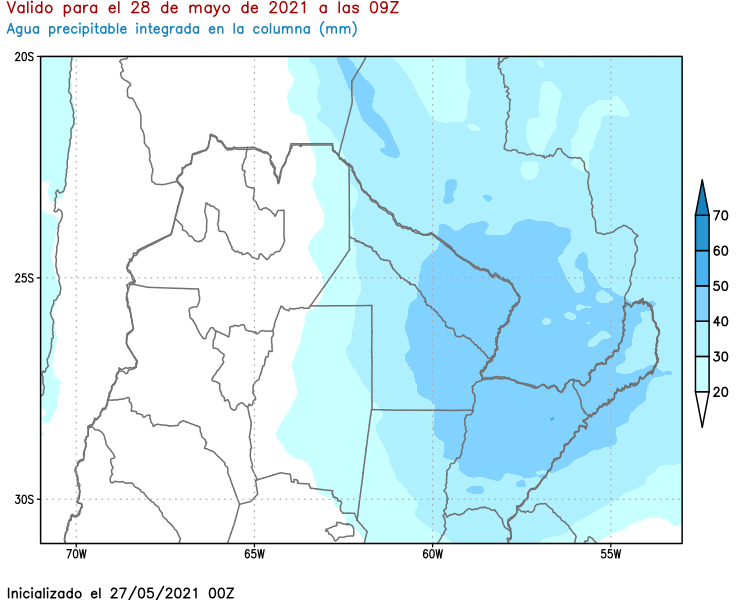 Valido para el 28 de mayo de 2021 a las 09Z
Agua precipitable integrada en la columna (mm)
20S
25S
30S
70W
65W
60W
55W
70
60
50
40
30
20
Inicializado el 27/05/2021 00Z